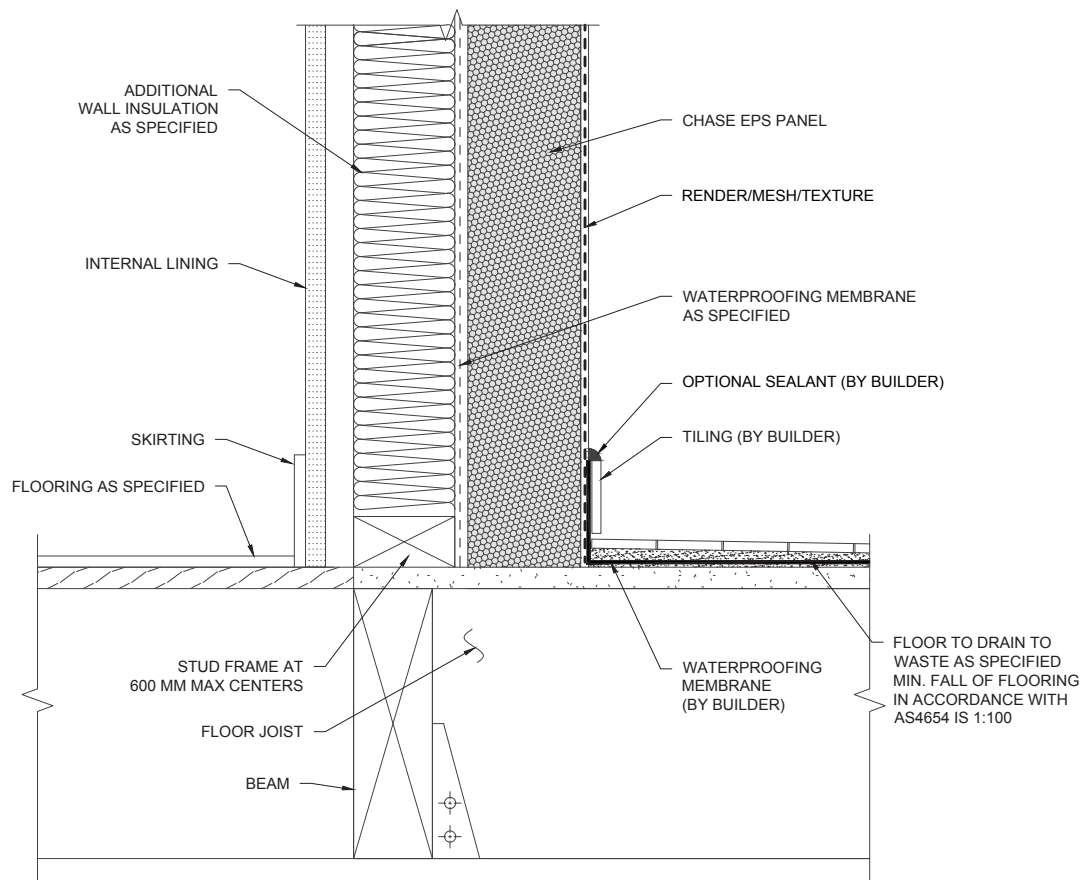 ADDITIONAL
WALL INSULATION
AS SPECIFIED
CHASE EPS PANEL
RENDER/MESH/TEXTURE
INTERNAL LINING
WATERPROOFING MEMBRANE
AS SPECIFIED
OPTIONAL SEALANT (BY BUILDER)
SKIRTING
TILING (BY BUILDER)
FLOORING AS SPECIFIED
STUD FRAME AT
600 MM MAX CENTERS
WATERPROOFING
MEMBRANE
(BY BUILDER)
FLOOR TO DRAIN TO
WASTE AS SPECIFIED
MIN. FALL OF FLOORING
IN ACCORDANCE WITH
AS4654 IS 1:100
FLOOR JOIST
BEAM